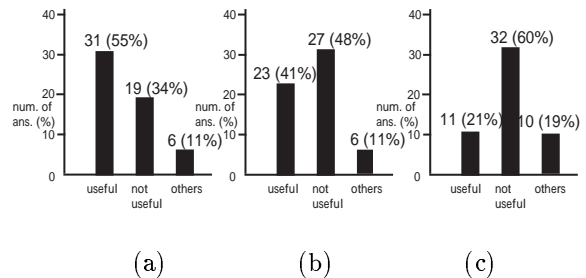 40
30
20
10
0
num. of
ans. (%)
31 (55%)
19 (34%)
6 (11%)
useful
not
useful
others
(a)
40
30
20
10
0
num. of
ans. (%)
23 (41%)
27 (48%)
6 (11%)
useful
not
useful
others
(b)
40
30
20
10
0
num. of
ans. (%)
11 (21%)
32 (60%)
10 (19%)
useful
not
useful
others
(c)